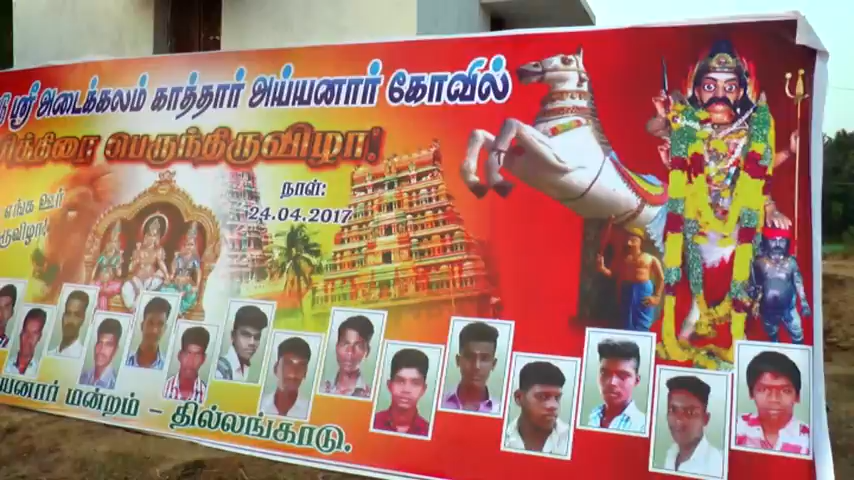 ஸ்ரீ அடைக்கலம் காத்தார் அய்யனார் கோவில்
பெருந்திருவிழா!
எங்க ஊர்
நாள்:
24.04.2017
மன்றம் - தில்லங்காடு.